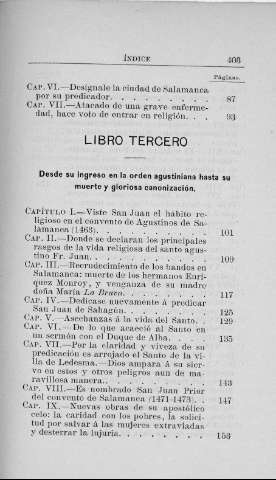 ÍNDICE 405
Páginas.
CAP. VI.—Desígnale la ciudad de Salamanca
por su predicador. . . . . . . . . 87
CAP. VII.—Atacado de una grave enferme-
dad, hace voto de entrar en religión. . . 93
LIBRO TERCERO
Desde su ingreso en la orden agustiniana hasta su
muerte y gloriosa canonización.
CAPÍTULO I.—Viste San Juan el hábito re-
ligioso en el convento de Agustinos de Sa-
lamanca (1463). . . . . . . . . . 101
CAP. II.—Donde se declaran los principales
rasgos de la vida religiosa del santo agus-
tino Fr. Juan. . . . . . . . . . 109
CAP. III.—Recrudecimiento de los bandos en
Salamanca: muerte de los hermanos Enrí-
quez Monroy, y venganza de su madre
doña María La Brava. . . . . . . . 117
CAP. IV.—Dedícase nuevamente á predicar
San Juan de Sahagún. . . . . . . . 125
CAP. V.—Asechanzas á la vida del Santo. . 129
CAP. VI.—De lo que acaeció al Santo en
un sermón con el Duque de Alba. . . . 135
CAP. VII.—Por la claridad y viveza de su
predicación es arrojado el Santo de la vi-
lla de Ledesma.—Dios ampara á su sier-
vo en estos y otros peligros aun de ma-
ravillosa manera. . . . . . . . . . 143
CAP. VIII.—Es nombrado San Juan Prior
del convento de Salamanca (1471-1473). . 147
CAP. IX.—Nuevas obras de su apostólico
celo: la caridad con los pobres, la solici-
tud por salvar á las mujeres extraviadas
y desterrar la injuria. . . . . . . . 153